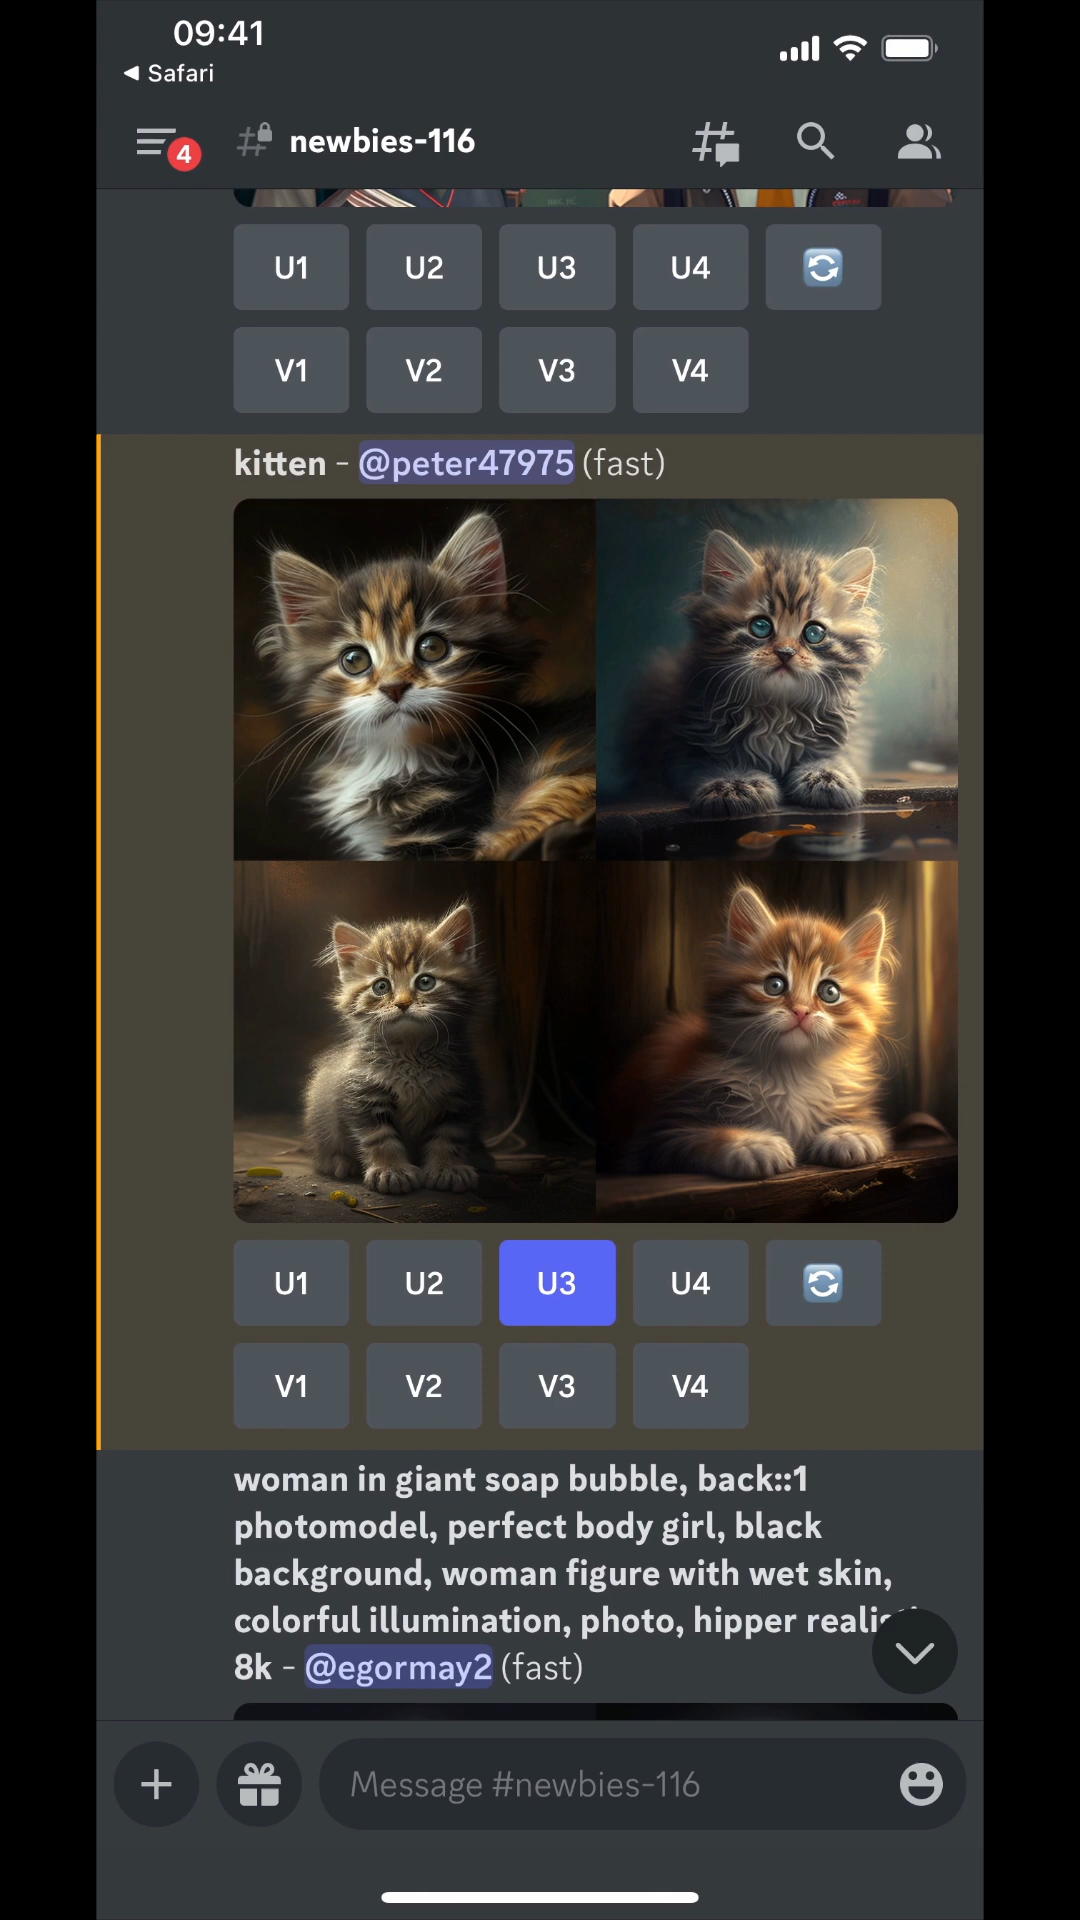 09:41
Safari
4
newbies-116
U1 U2 U3 U4
V1 V2 V3 V4
kitten - @peter47975 (fast)
U1 U2 U3 U4
V1 V2 V3 V4
woman in giant soap bubble, back::1
photomodel, perfect body girl, black
background, woman figure with wet skin,
colorful illumination, photo, hipper
8k - @egormay2 (fast)
Message #newbies-116